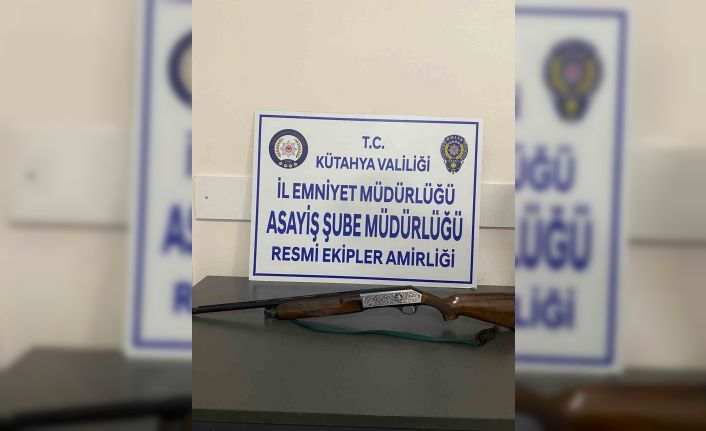 T.C.
KÜTAHYA VALİLİĞİ
İL EMNİYET MÜDÜRLÜĞÜ
ASAYİŞ ŞUBE MÜDÜRLÜĞÜ
RESMİ EKİPLER AMİRLİĞİ